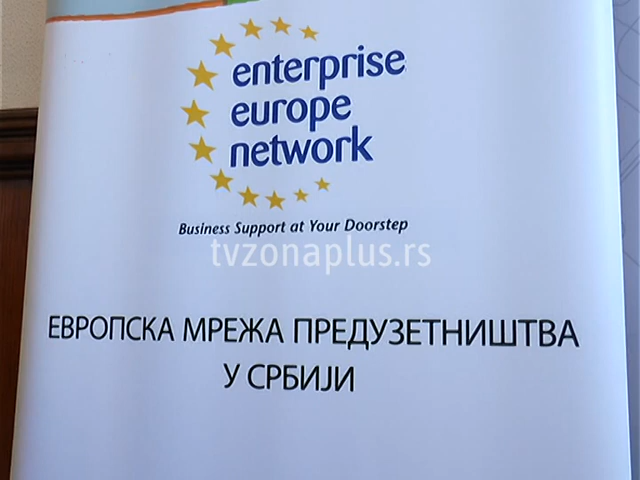 enterprise
europe
network
Business Support at Your Doorstep
tvzonaplus.rs
ЕВРОПСКА МРЕЖА ПРЕДУЗЕТНИШТВА
У СРБИЈИ